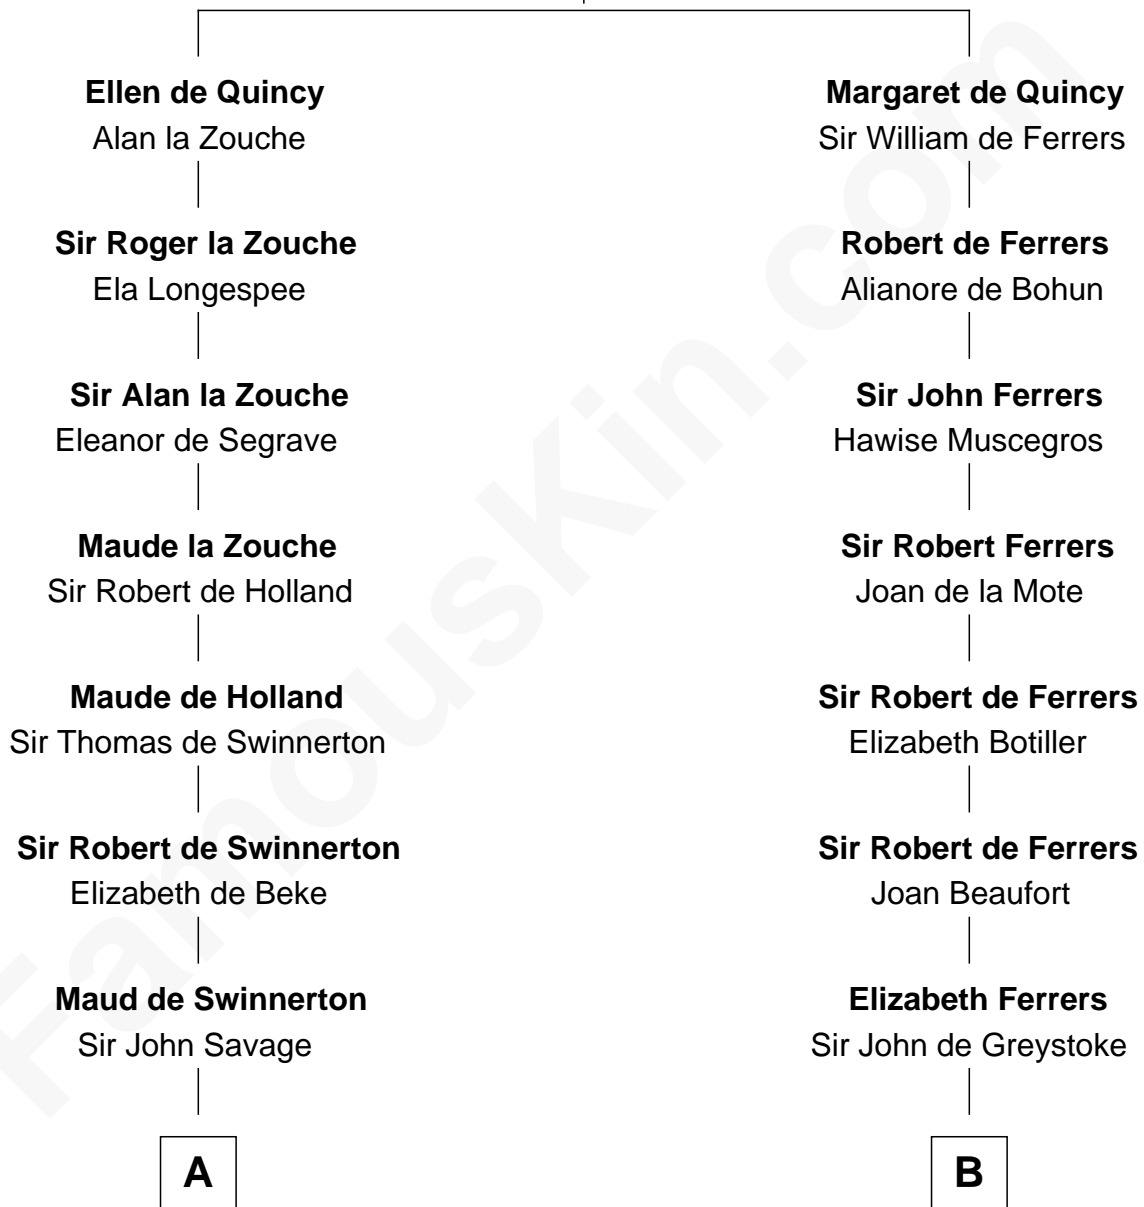 Ellen de Quincy
Alan la Zouche
Margaret de Quincy
Sir William de Ferrers
Sir Roger la Zouche
Ela Longespee
Robert de Ferrers
Alianore de Bohun
Sir Alan la Zouche
Eleanor de Segrave
Sir John Ferrers
Hawise Muscegros
Maude la Zouche
Sir Robert de Holland
Sir Robert Ferrers
Joan de la Mote
Maude de Holland
Sir Thomas de Swinnerton
Sir Robert de Ferrers
Elizabeth Botiller
Sir Robert de Swinnerton
Elizabeth de Beke
Sir Robert de Ferrers
Joan Beaufort
Maud de Swinnerton
Sir John Savage
Elizabeth Ferrers
Sir John de Greystoke
A
B
FamousKin.com